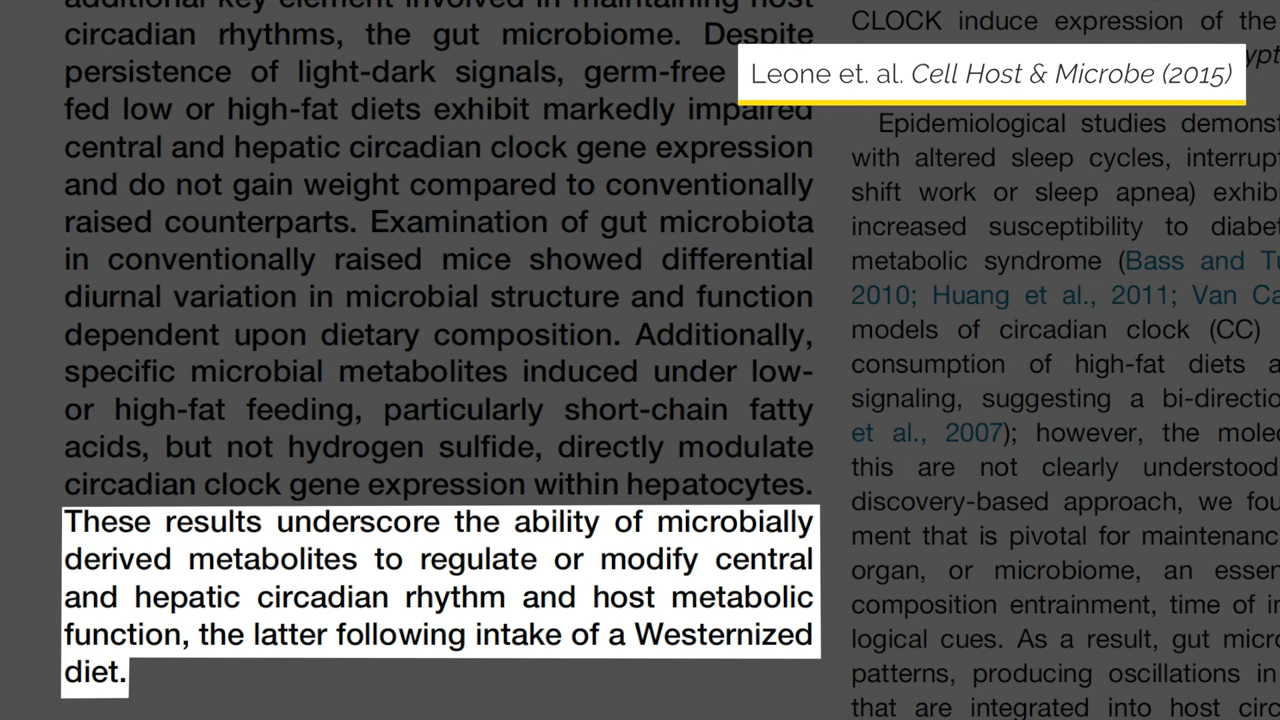 additional key element involved in maintaining host
circadian rhythms, the gut microbiome. Despite
persistence of light-dark signals, germ-free
fed low or high-fat diets exhibit markedly impaired
central and hepatic circadian clock gene expression
and do not gain weight compared to conventionally
raised counterparts. Examination of gut microbiota
in conventionally raised mice showed differential
diurnal variation in microbial structure and function
dependent upon dietary composition. Additionally,
specific microbial metabolites induced under low-
or high-fat feeding, particularly short-chain fatty
acids, but not hydrogen sulfide, directly modulate
circadian clock gene expression within hepatocytes.
These results underscore the ability of microbially
derived metabolites to regulate or modify central
and hepatic circadian rhythm and host metabolic
function, the latter following intake of a Westernized
diet.
CLOCK induce expression of the
Leone et. al. Cell Host & Microbe (2015)
Epidemiological studies
with altered sleep cycles,
shift work or sleep apnea)
increased susceptibility to
metabolic syndrome (Bass and
2010; Huang et al., 2011; Van
models of circadian clock (CC)
consumption of high-fat diets
signaling, suggesting a
et al., 2007); however, the
this are not clearly understood
discovery-based approach, we
ment that is pivotal for
organ, or microbiome, an
composition entrainment, time of
logical cues. As a result, gut
patterns, producing oscillations in
that are integrated into host